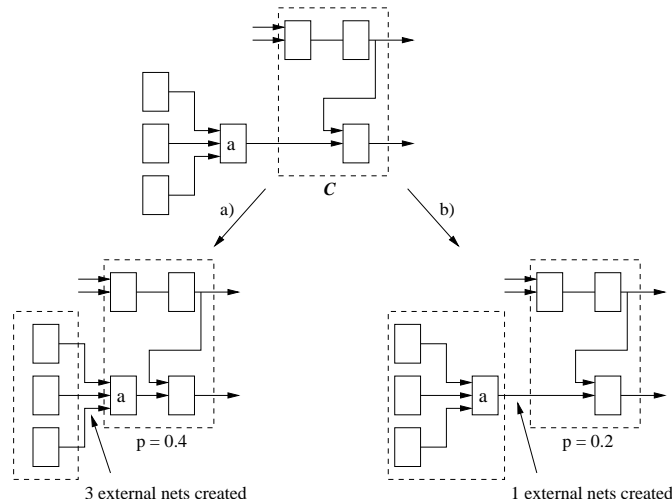 a
C
a)
b)
a
a
p = 0.4
p = 0.2
3 external nets created
1 external nets created